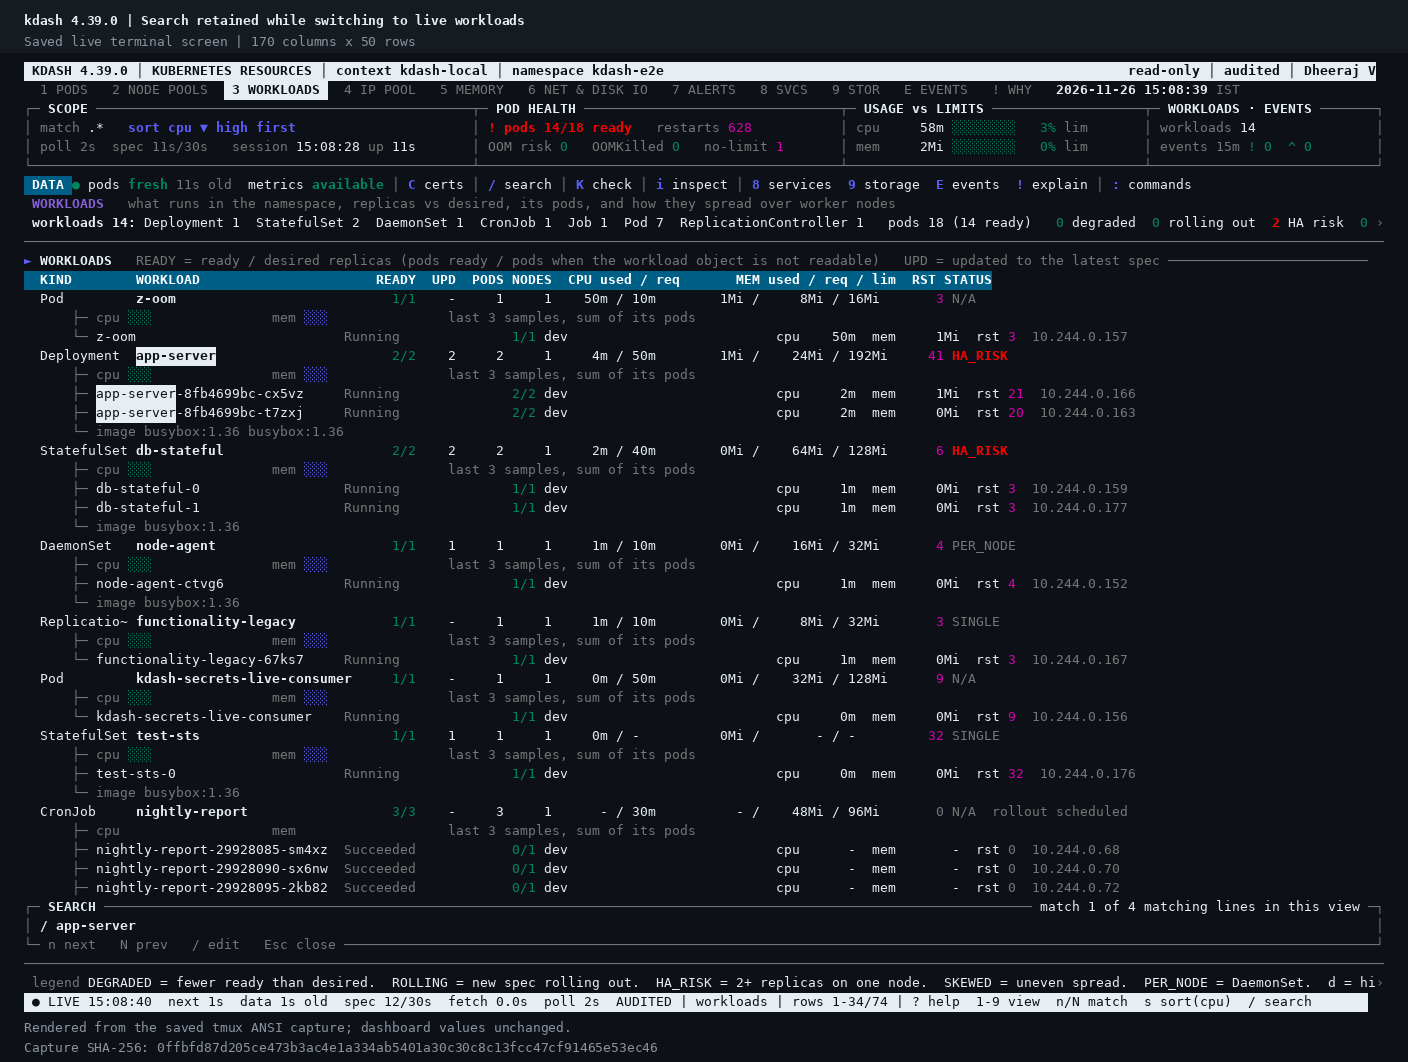 kdash 4.39.0 | Search retained while switching to live workloads
Saved live terminal screen | 170 columns x 50 rows
KDASH 4.39.0 │ KUBERNETES RESOURCES │ context kdash-local │ namespace kdash-e2e read-only │ audited │ Dheeraj V
1 PODS 2 NODE POOLS 3 WORKLOADS 4 IP POOL 5 MEMORY 6 NET & DISK IO 7 ALERTS 8 SVCS 9 STOR E EVENTS ! WHY 2026-11-26 15:08:39 IST
SCOPE POD HEALTH USAGE vs LIMITS WORKLOADS · EVENTS
match .* sort cpu ▼ high first │ ! pods 14/18 ready restarts 628 │ cpu 58m ░░░░░░░░ 3% lim │ workloads 14
poll 2s spec 11s/30s session 15:08:28 up 11s │ OOM risk 0 OOMKilled 0 no-limit 1 │ mem 2Mi ░░░░░░░░ 0% lim │ events 15m ! 0 ^ 0
DATA ● pods fresh 11s old metrics available │ C certs │ / search │ K check │ i inspect │ 8 services 9 storage E events ! explain │ : commands
WORKLOADS what runs in the namespace, replicas vs desired, its pods, and how they spread over worker nodes
workloads 14: Deployment 1 StatefulSet 2 DaemonSet 1 CronJob 1 Job 1 Pod 7 ReplicationController 1 pods 18 (14 ready) 0 degraded 0 rolling out 2 HA risk 0 ›
► WORKLOADS READY = ready / desired replicas (pods ready / pods when the workload object is not readable) UPD = updated to the latest spec
KIND WORKLOAD READY UPD PODS NODES CPU used / req MEM used / req / lim RST STATUS
Pod z-oom 1/1 - 1 1 50m / 10m 1Mi / 8Mi / 16Mi 3 N/A
├─ cpu ░░░ mem ░░░ last 3 samples, sum of its pods
└─ z-oom Running 1/1 dev cpu 50m mem 1Mi rst 3 10.244.0.157
Deployment app-server 2/2 2 2 1 4m / 50m 1Mi / 24Mi / 192Mi 41 HA_RISK
├─ cpu ░░░ mem ░░░ last 3 samples, sum of its pods
├─ app-server-8fb4699bc-cx5vz Running 2/2 dev cpu 2m mem 1Mi rst 21 10.244.0.166
├─ app-server-8fb4699bc-t7zxj Running 2/2 dev cpu 2m mem 0Mi rst 20 10.244.0.163
└─ image busybox:1.36 busybox:1.36
StatefulSet db-stateful 2/2 2 2 1 2m / 40m 0Mi / 64Mi / 128Mi 6 HA_RISK
├─ cpu ░░░ mem ░░░ last 3 samples, sum of its pods
├─ db-stateful-0 Running 1/1 dev cpu 1m mem 0Mi rst 3 10.244.0.159
├─ db-stateful-1 Running 1/1 dev cpu 1m mem 0Mi rst 3 10.244.0.177
└─ image busybox:1.36
DaemonSet node-agent 1/1 1 1 1 1m / 10m 0Mi / 16Mi / 32Mi 4 PER_NODE
├─ cpu ░░░ mem ░░░ last 3 samples, sum of its pods
├─ node-agent-ctvg6 Running 1/1 dev cpu 1m mem 0Mi rst 4 10.244.0.152
└─ image busybox:1.36
Replicatio~ functionality-legacy 1/1 - 1 1 1m / 10m 0Mi / 8Mi / 32Mi 3 SINGLE
├─ cpu ░░░ mem ░░░ last 3 samples, sum of its pods
└─ functionality-legacy-67ks7 Running 1/1 dev cpu 1m mem 0Mi rst 3 10.244.0.167
Pod kdash-secrets-live-consumer 1/1 - 1 1 0m / 50m 0Mi / 32Mi / 128Mi 9 N/A
├─ cpu ░░░ mem ░░░ last 3 samples, sum of its pods
└─ kdash-secrets-live-consumer Running 1/1 dev cpu 0m mem 0Mi rst 9 10.244.0.156
StatefulSet test-sts 1/1 1 1 1 0m / - 0Mi / - / - 32 SINGLE
├─ cpu ░░░ mem ░░░ last 3 samples, sum of its pods
├─ test-sts-0 Running 1/1 dev cpu 0m mem 0Mi rst 32 10.244.0.176
└─ image busybox:1.36
CronJob nightly-report 3/3 - 3 1 - / 30m - / 48Mi / 96Mi 0 N/A rollout scheduled
├─ cpu mem last 3 samples, sum of its pods
├─ nightly-report-29928085-sm4xz Succeeded 0/1 dev cpu - mem - rst 0 10.244.0.68
├─ nightly-report-29928090-sx6nw Succeeded 0/1 dev cpu - mem - rst 0 10.244.0.70
├─ nightly-report-29928095-2kb82 Succeeded 0/1 dev cpu - mem - rst 0 10.244.0.72
SEARCH match 1 of 4 matching lines in this view
/ app-server
n next N prev / edit Esc close
legend DEGRADED = fewer ready than desired. ROLLING = new spec rolling out. HA_RISK = 2+ replicas on one node. SKEWED = uneven spread. PER_NODE = DaemonSet. d = hi›
● LIVE 15:08:40 next 1s data 1s old spec 12/30s fetch 0.0s poll 2s AUDITED | workloads | rows 1-34/74 | ? help 1-9 view n/N match s sort(cpu) / search
Rendered from the saved tmux ANSI capture; dashboard values unchanged.
Capture SHA-256: 0ffbfd87d205ce473b3ac4e1a334ab5401a30c30c8c13fcc47cf91465e53ec46